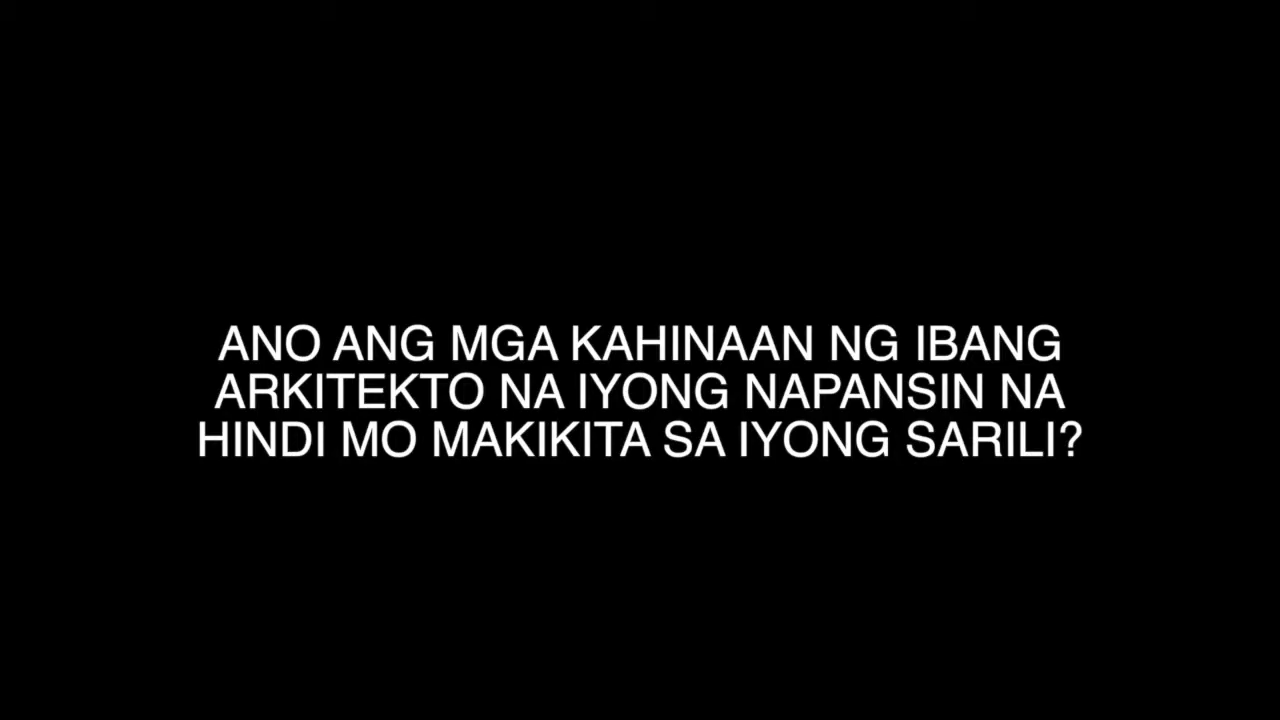 ANO ANG MGA KAHINAAN NG IBANG
ARKITEKTO NA IYONG NAPANSIN NA
HINDI MO MAKIKITA SA IYONG SARILI?